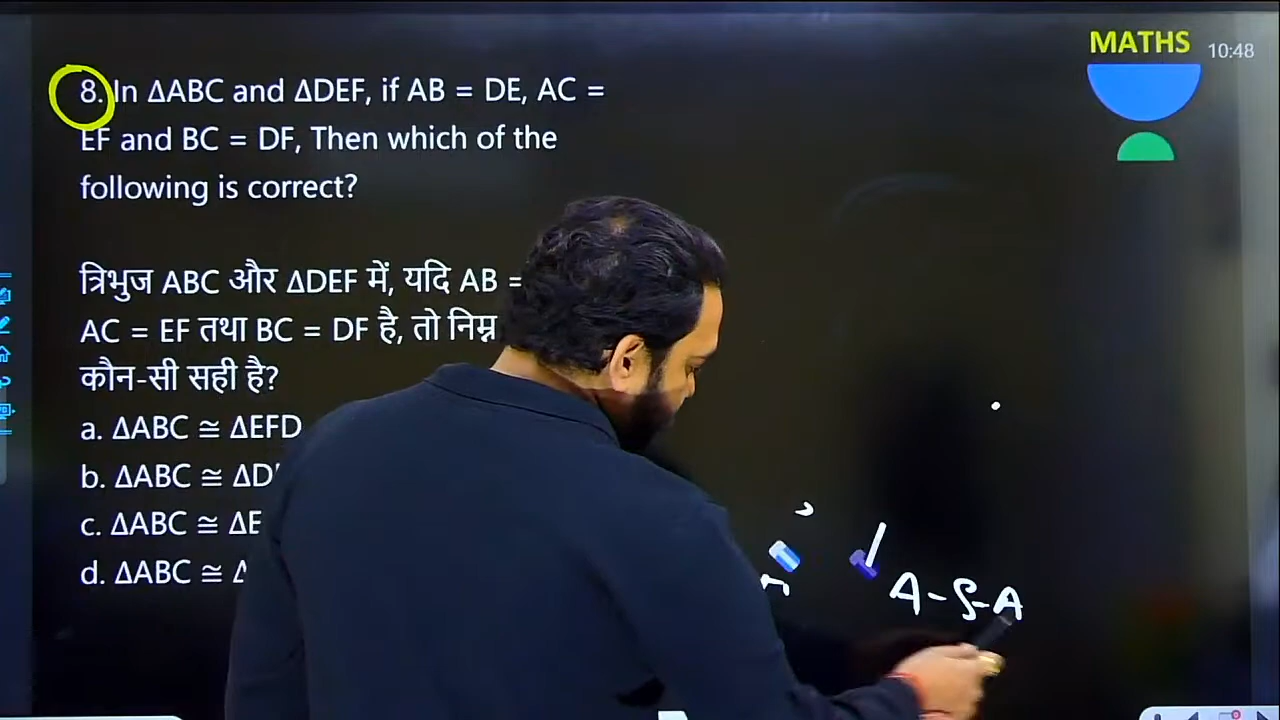 MATHS 10:48
8. In ΔABC and ΔDEF, if AB = DE, AC =
EF and BC = DF, Then which of the
following is correct?
त्रिभुज ABC और ΔDEF में, यदि AB =
AC = EF तथा BC = DF है, तो निम्न
कौन-सी सही है?
a. ΔABC ≅ ΔEFD
b. ΔABC ≅ ΔD
c. ΔABC ≅ ΔE
d. ΔABC ≅ Δ
A-S-A